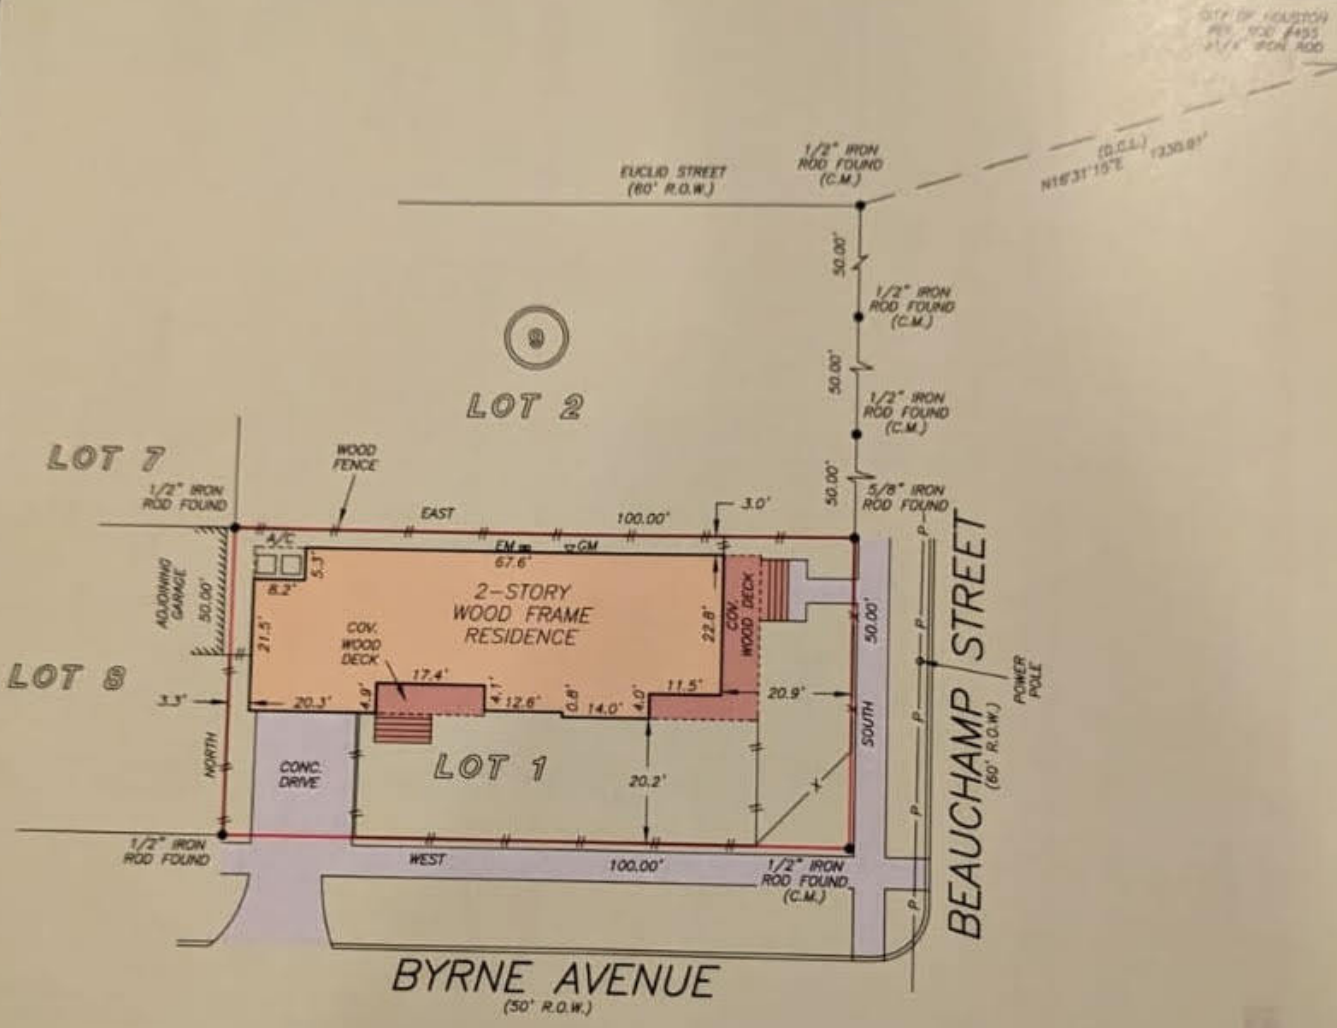 CITY OF HOUSTON
REF. ROD #455
1/2" IRON
ROD FOUND
(C.M.)
(D.C.L.)
N16°31'15"E 1330.81'
EUCLID STREET
(60' R.O.W.)
50.00'
1/2" IRON
ROD FOUND
(C.M.)
9
50.00'
LOT 2
1/2" IRON
ROD FOUND
(C.M.)
LOT 7
WOOD
FENCE
50.00'
1/2" IRON
ROD FOUND
5/8" IRON
ROD FOUND
EAST
100.00'
3.0'
A/C
EM
GM
67.6'
5.3'
8.2'
ADJOINING
GARAGE
50.00'
2-STORY
WOOD FRAME
RESIDENCE
COV.
WOOD DECK
22.8'
21.5'
COV.
WOOD
DECK
50.00'
P
P
LOT 8
17.4'
11.5'
20.9'
POWER
POLE
3.3'
20.3'
4.9'
4.1'
12.6'
0.8'
14.0'
4.0'
SOUTH
P
BEAUCHAMP STREET
(60' R.O.W.)
NORTH
CONC.
DRIVE
LOT 1
20.2'
X
P
1/2" IRON
ROD FOUND
WEST
100.00'
1/2" IRON
ROD FOUND
(C.M.)
P
BYRNE AVENUE
(50' R.O.W.)